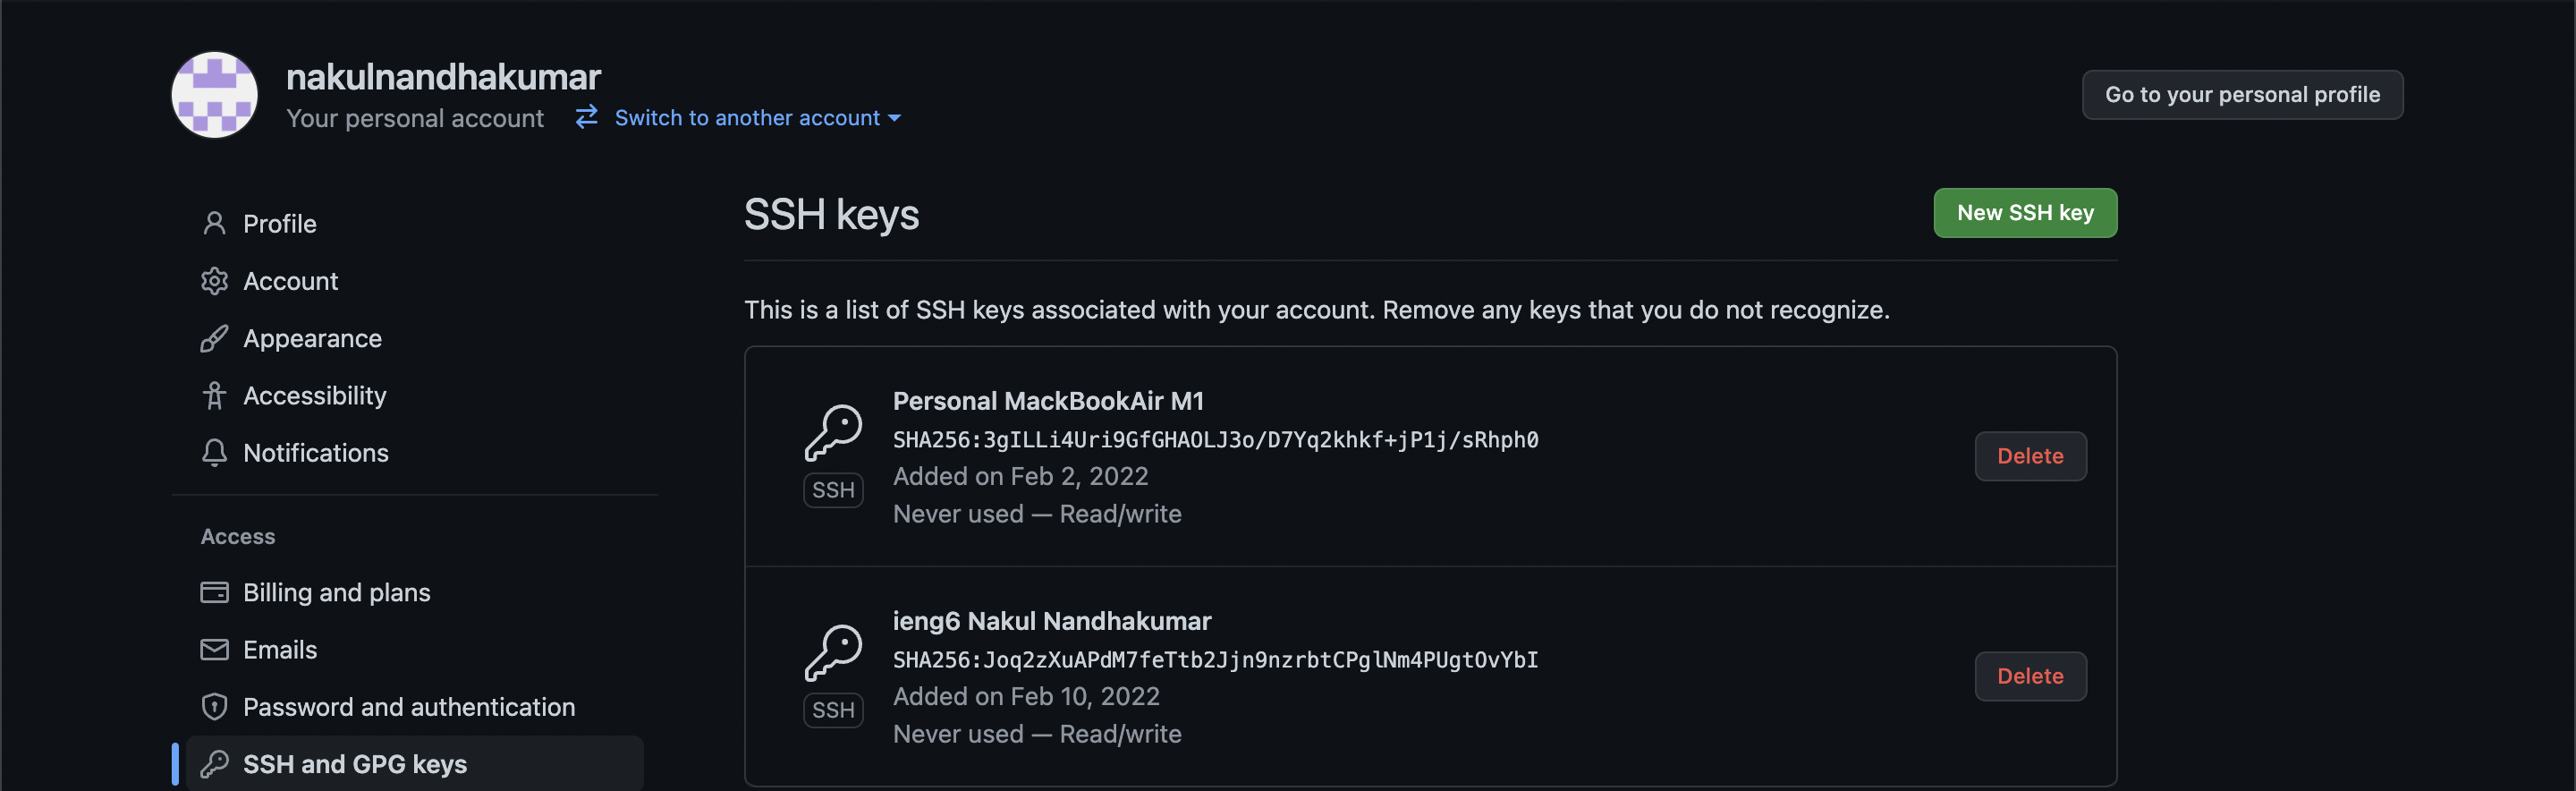 nakulnandhakumar
Your personal account Switch to another account
Go to your personal profile
Profile
Account
Appearance
Accessibility
Notifications
Access
Billing and plans
Emails
Password and authentication
SSH and GPG keys
SSH keys
New SSH key
This is a list of SSH keys associated with your account. Remove any keys that you do not recognize.
Personal MackBookAir M1
SHA256:3gILLi4Uri9GfGHAOLJ3o/D7Yq2khkf+jP1j/sRhph0
Added on Feb 2, 2022
Never used — Read/write
SSH
Delete
ieng6 Nakul Nandhakumar
SHA256:Joq2zXuAPdM7feTtb2Jjn9nzrbtCPglNm4PUgtOvYbI
Added on Feb 10, 2022
Never used — Read/write
SSH
Delete